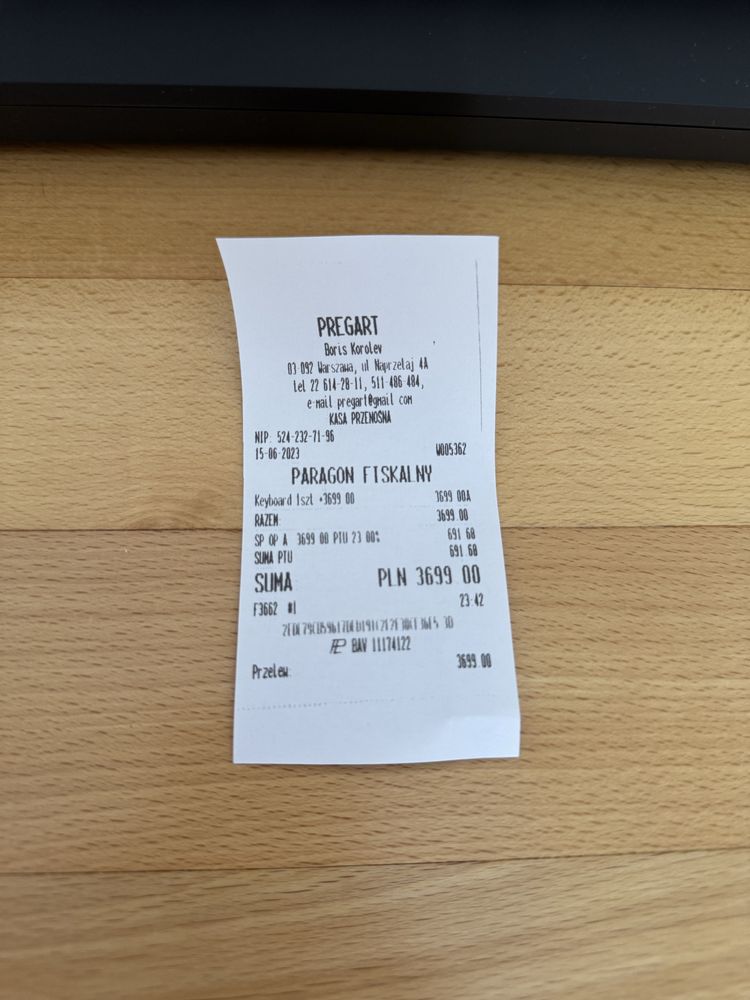 PREGART
Boris Korolev
03-092 Warszawa, ul Naprzelaj 4A
tel 22 614-28-11, 511-486-484,
e-mail pregart@gmail com
KASA PRZENOŚNA
NIP: 524-232-71-96
15-06-2023 W005362
PARAGON FISKALNY
Keyboard 1szt *3699 00 3699 00A
RAZEM: 3699.00
SP OP A 3699 00 PTU 23 00% 691 68
SUMA PTU 691.68
SUMA PLN 3699 00
F3662 #1 23:42
BAV 11174122
Przelew: 3699.00